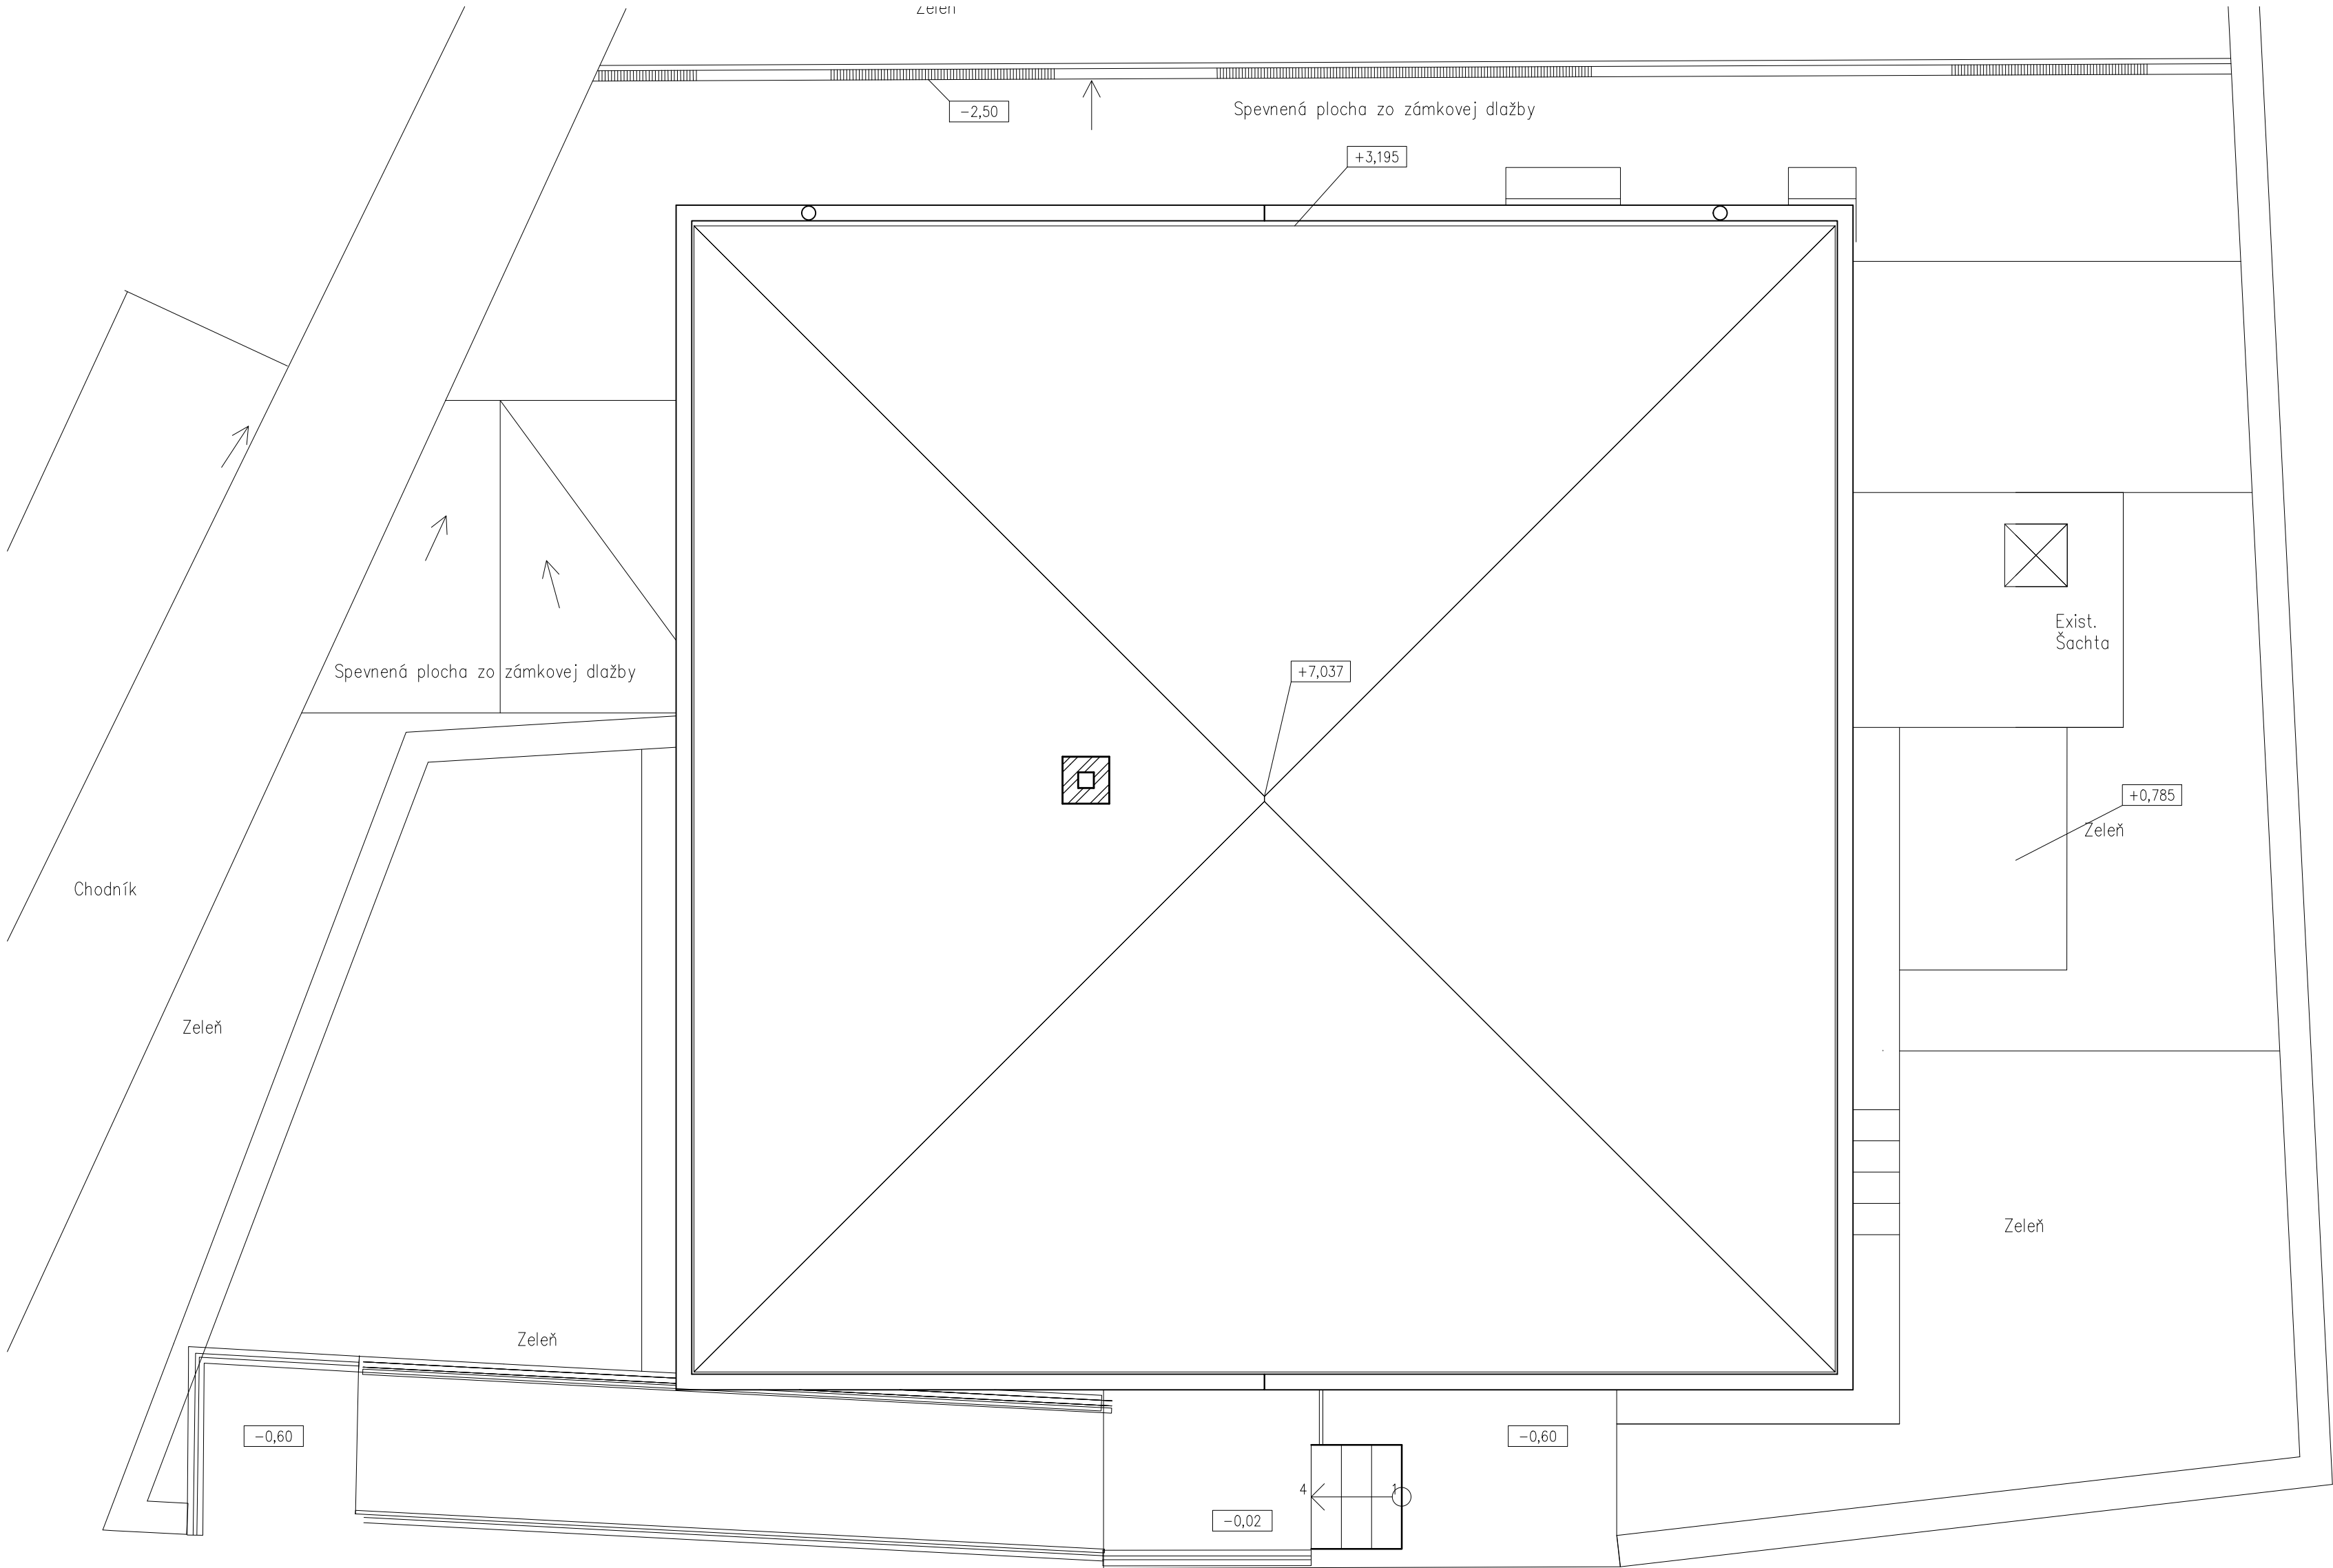 Zeleň
-2,50
Spevnená plocha zo zámkovej dlažby
+3,195
Exist.
Šachta
Spevnená plocha zo zámkovej dlažby
+7,037
+0,785
Zeleň
Chodník
Zeleň
Zeleň
Zeleň
-0,60
-0,60
4
1
-0,02